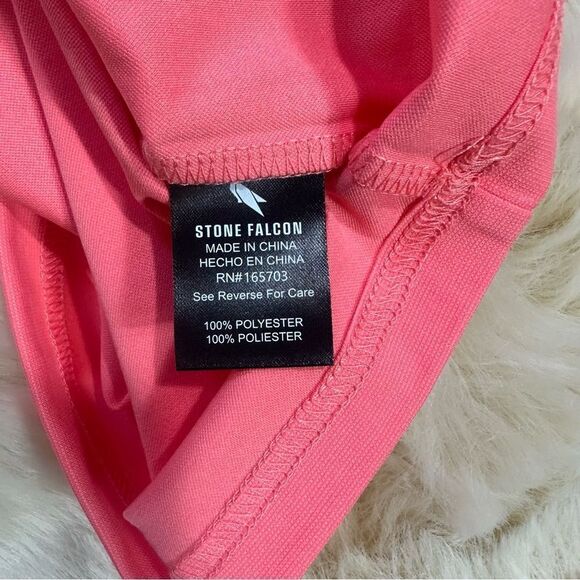 STONE FALCON
MADE IN CHINA
HECHO EN CHINA
RN#165703
See Reverse For Care
100% POLYESTER
100% POLIESTER